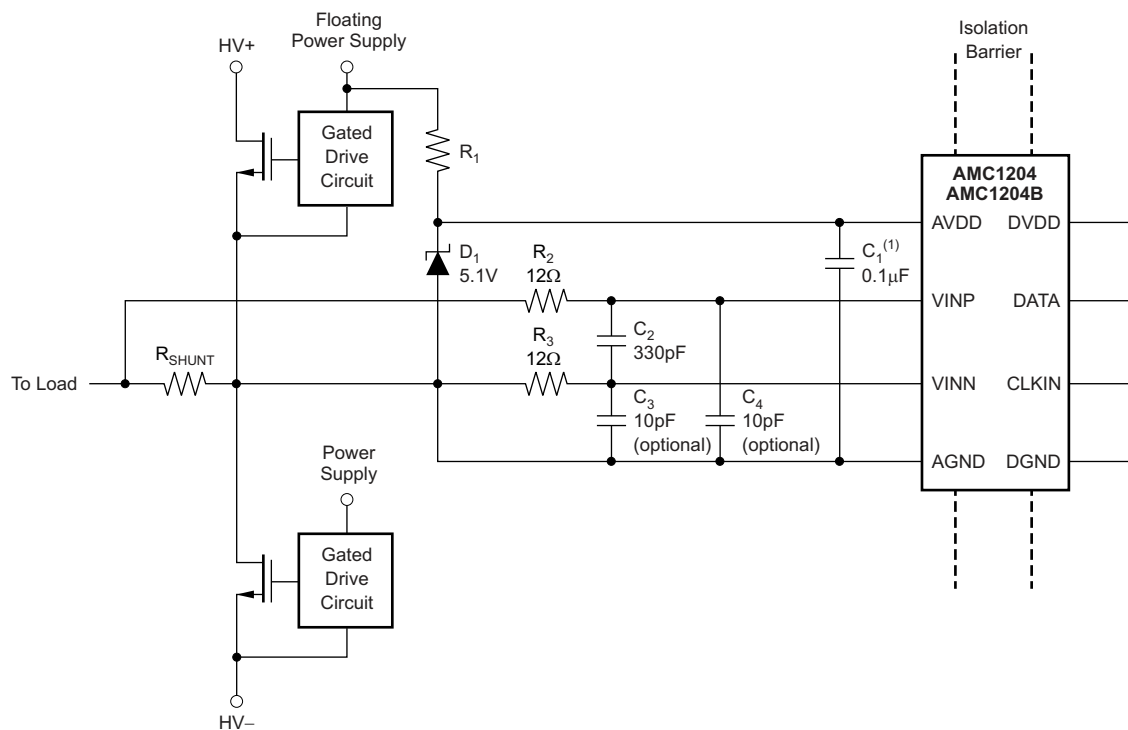 Floating
Power Supply
HV+
Isolation
Barrier
Gated
Drive
Circuit
R1
AMC1204
AMC1204B
AVDD
DVDD
D1
5.1V
R2
12Ω
C1(1)
0.1μF
VINP
DATA
C2
330pF
R3
12Ω
RSHUNT
To Load
VINN
CLKIN
C3
10pF
(optional)
C4
10pF
(optional)
AGND
DGND
Power
Supply
Gated
Drive
Circuit
HV−